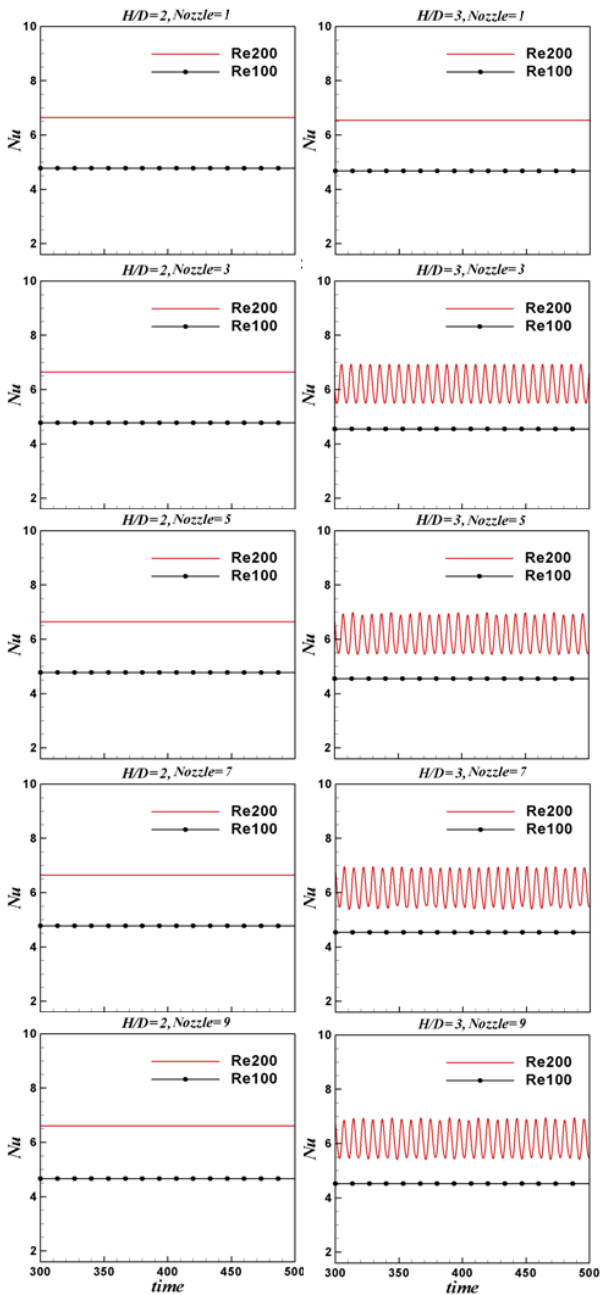 H/D=2, Nozzle=1
10
8
6
4
2
Nu
Re200
Re100
H/D=3, Nozzle=1
10
8
6
4
2
Nu
Re200
Re100
H/D=2, Nozzle=3
10
8
6
4
2
Nu
Re200
Re100
H/D=3, Nozzle=3
10
8
6
4
2
Nu
Re200
Re100
H/D=2, Nozzle=5
10
8
6
4
2
Nu
Re200
Re100
H/D=3, Nozzle=5
10
8
6
4
2
Nu
Re200
Re100
H/D=2, Nozzle=7
10
8
6
4
2
Nu
Re200
Re100
H/D=3, Nozzle=7
10
8
6
4
2
Nu
Re200
Re100
H/D=2, Nozzle=9
10
8
6
4
2
Nu
Re200
Re100
300 350 400 450 500
time
H/D=3, Nozzle=9
10
8
6
4
2
Nu
Re200
Re100
300 350 400 450 500
time